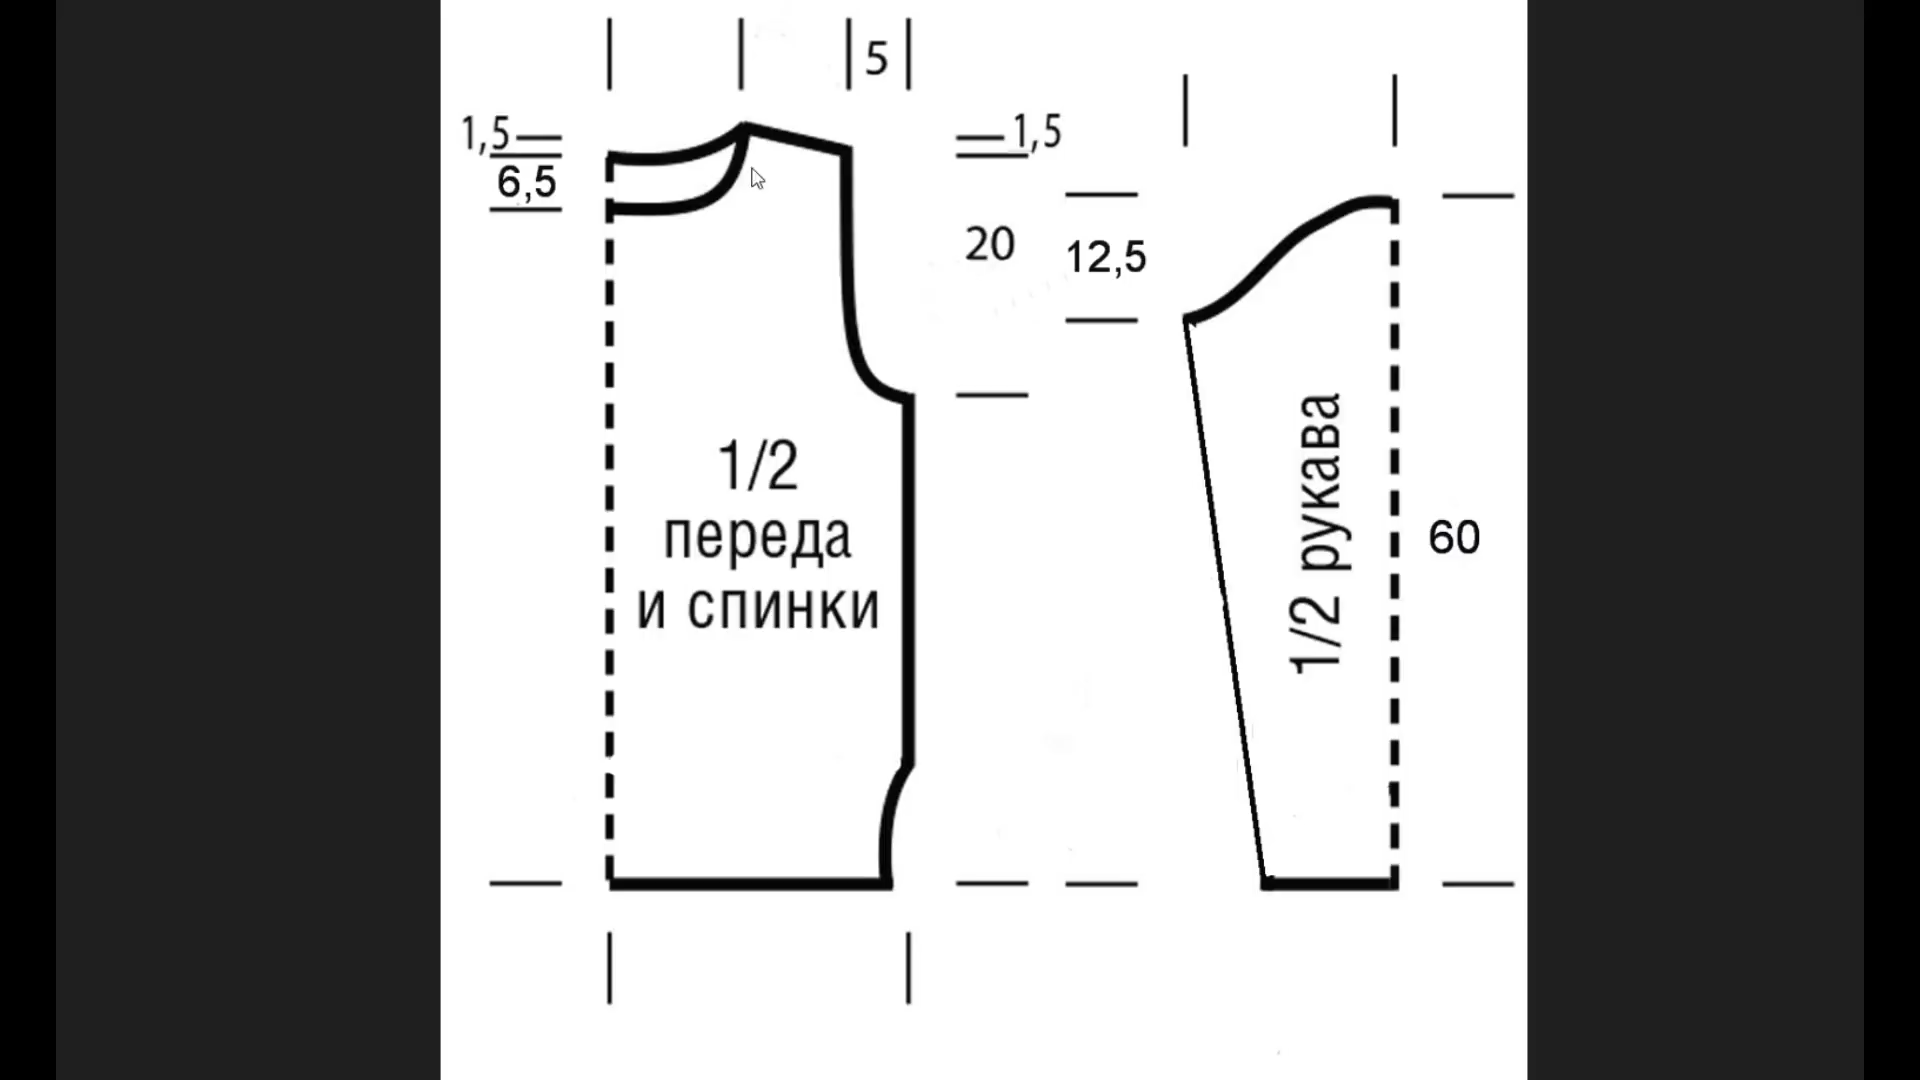 5
1,5
6,5
1,5
20
12,5
1/2
переда
и спинки
1/2 рукава
60